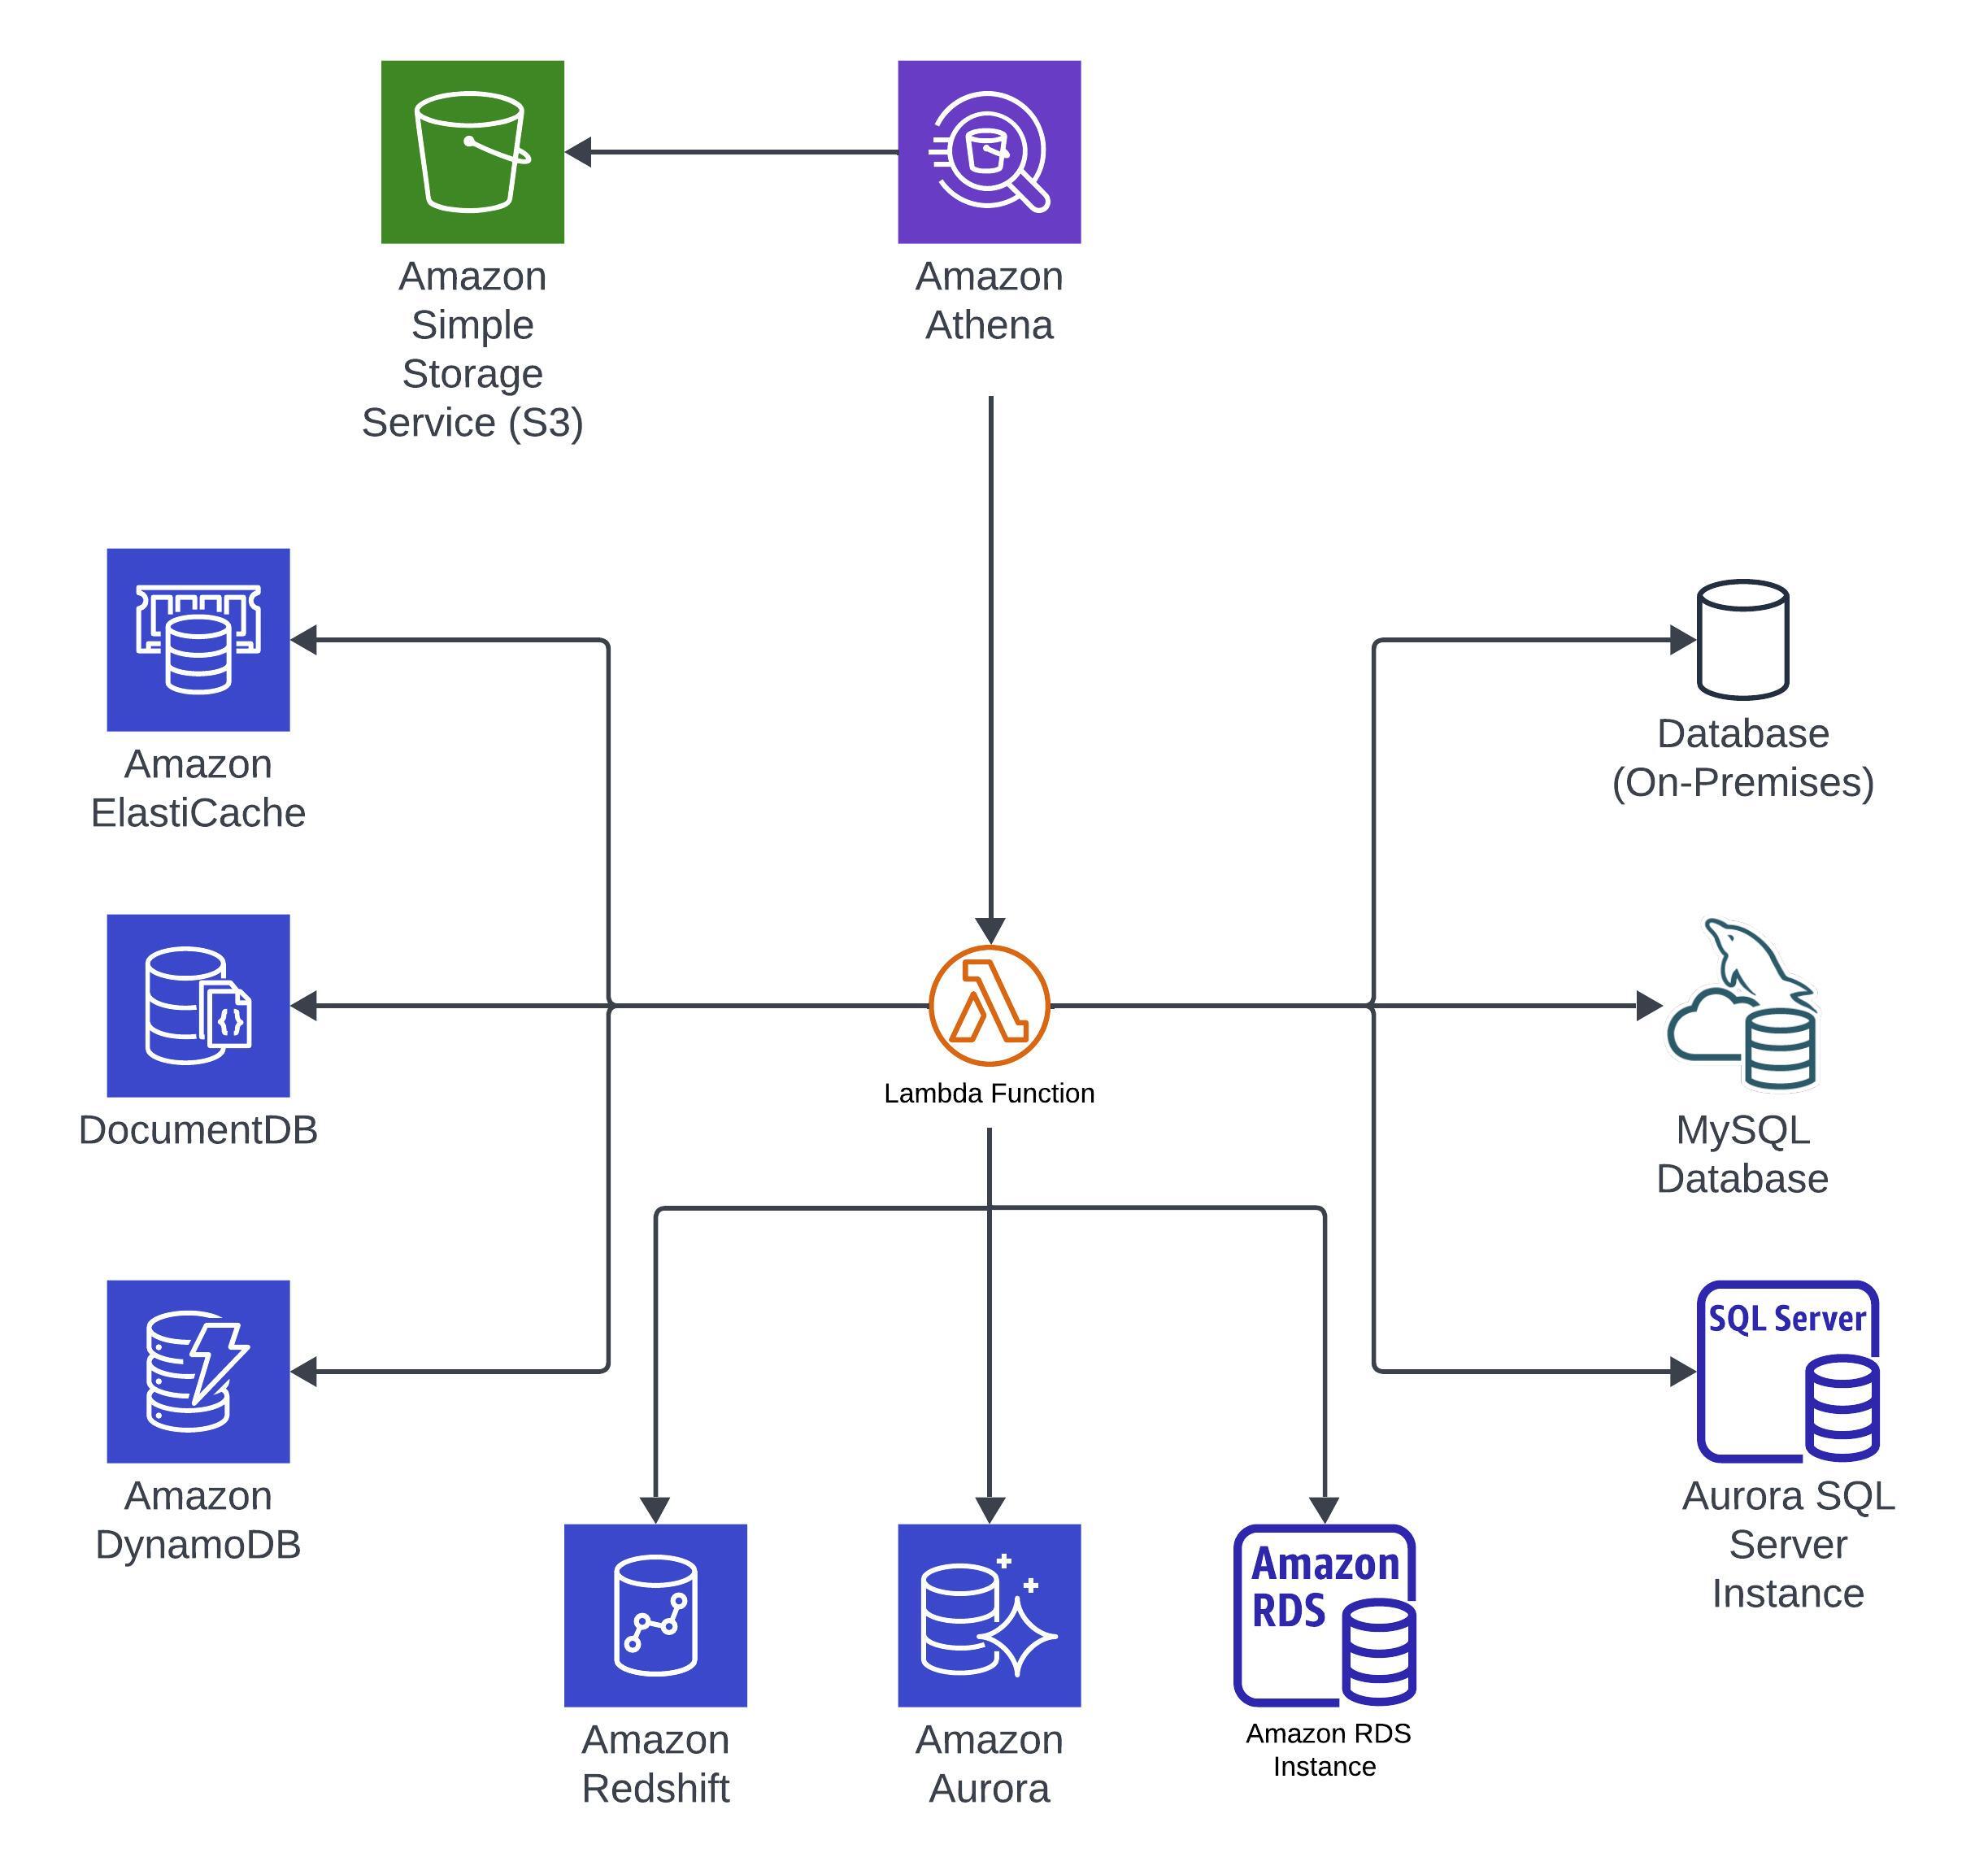 Amazon
Simple
Storage
Service (S3)
Amazon
Athena
Amazon
ElastiCache
Database
(On-Premises)
{}
DocumentDB
Lambda Function
MySQL
Database
Amazon
DynamoDB
SQL Server
Aurora SQL
Server
Instance
Amazon
Redshift
Amazon
Aurora
Amazon
RDS
Amazon RDS
Instance